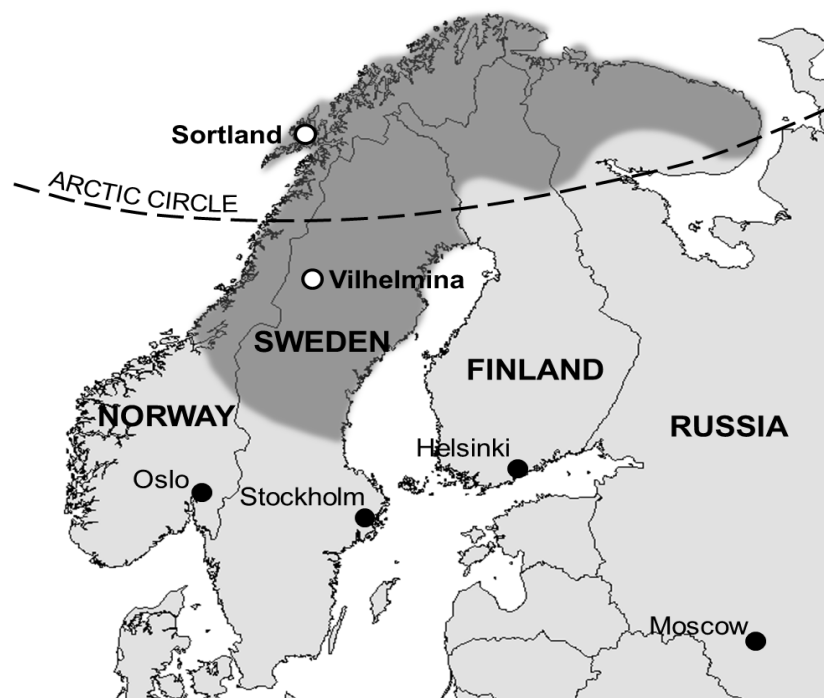 Sortland
ARCTIC CIRCLE
Vilhelmina
SWEDEN
FINLAND
NORWAY
RUSSIA
Helsinki
Oslo
Stockholm
Moscow